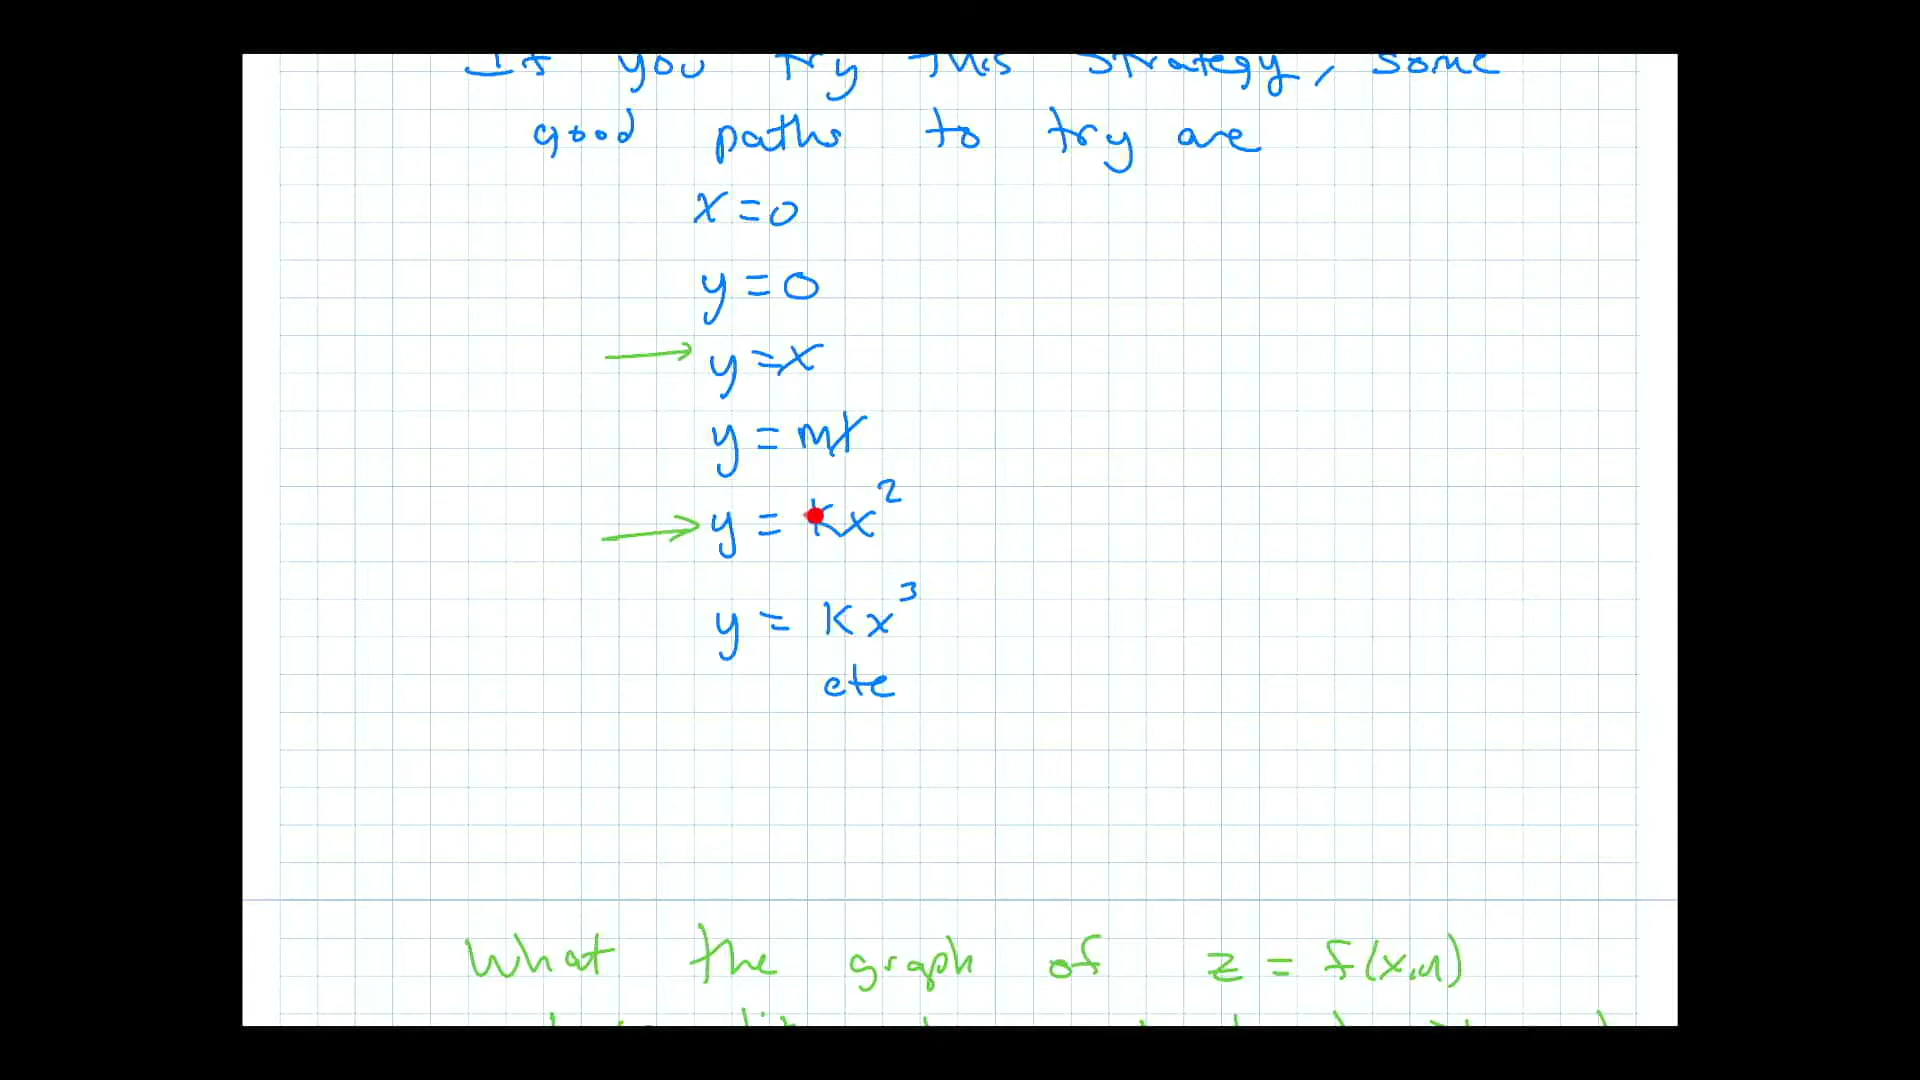 If you try this strategy, some
good paths to try are
x = 0
y = 0
y = x
y = mx
y = kx²
y = kx³
etc
What the graph of z = f(x,y)